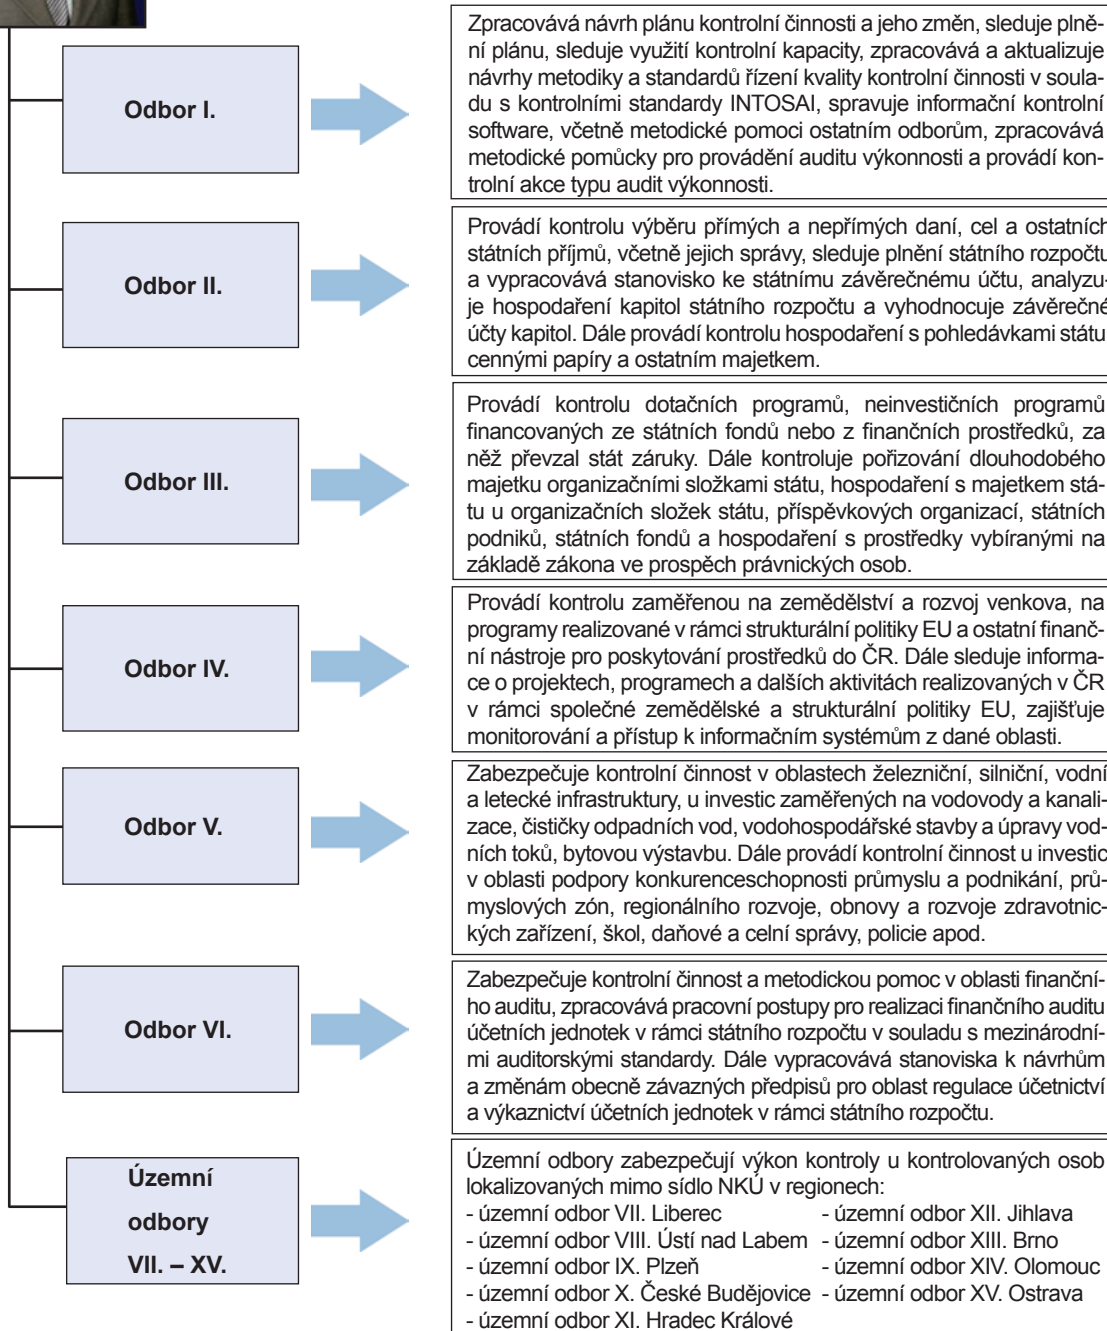 Odbor I.
Zpracovává návrh plánu kontrolní činnosti a jeho změn, sleduje plně-
ní plánu, sleduje využití kontrolní kapacity, zpracovává a aktualizuje
návrhy metodiky a standardů řízení kvality kontrolní činnosti v soula-
du s kontrolními standardy INTOSAI, spravuje informační kontrolní
software, včetně metodické pomoci ostatním odborům, zpracovává
metodické pomůcky pro provádění auditu výkonnosti a provádí kon-
trolní akce typu audit výkonnosti.
Odbor II.
Provádí kontrolu výběru přímých a nepřímých daní, cel a ostatních
státních příjmů, včetně jejich správy, sleduje plnění státního rozpočtu
a vypracovává stanovisko ke státnímu závěrečnému účtu, analyzu-
je hospodaření kapitol státního rozpočtu a vyhodnocuje závěrečné
účty kapitol. Dále provádí kontrolu hospodaření s pohledávkami státu
cennými papíry a ostatním majetkem.
Odbor III.
Provádí kontrolu dotačních programů, neinvestičních programů
financovaných ze státních fondů nebo z finančních prostředků, za
něž převzal stát záruky. Dále kontroluje pořizování dlouhodobého
majetku organizačními složkami státu, hospodaření s majetkem stá-
tu u organizačních složek státu, příspěvkových organizací, státních
podniků, státních fondů a hospodaření s prostředky vybíranými na
základě zákona ve prospěch právnických osob.
Odbor IV.
Provádí kontrolu zaměřenou na zemědělství a rozvoj venkova, na
programy realizované v rámci strukturální politiky EU a ostatní finanč-
ní nástroje pro poskytování prostředků do ČR. Dále sleduje informa-
ce o projektech, programech a dalších aktivitách realizovaných v ČR
v rámci společné zemědělské a strukturální politiky EU, zajišťuje
monitorování a přístup k informačním systémům z dané oblasti.
Odbor V.
Zabezpečuje kontrolní činnost v oblastech železniční, silniční, vodní
a letecké infrastruktury, u investic zaměřených na vodovody a kanali-
zace, čističky odpadních vod, vodohospodářské stavby a úpravy vod-
ních toků, bytovou výstavbu. Dále provádí kontrolní činnost u investic
v oblasti podpory konkurenceschopnosti průmyslu a podnikání, prů-
myslových zón, regionálního rozvoje, obnovy a rozvoje zdravotnic-
kých zařízení, škol, daňové a celní správy, policie apod.
Odbor VI.
Zabezpečuje kontrolní činnost a metodickou pomoc v oblasti finanční-
ho auditu, zpracovává pracovní postupy pro realizaci finančního auditu
účetních jednotek v rámci státního rozpočtu v souladu s mezinárodní-
mi auditorskými standardy. Dále vypracovává stanoviska k návrhům
a změnám obecně závazných předpisů pro oblast regulace účetnictví
a výkaznictví účetních jednotek v rámci státního rozpočtu.
Územní
odbory
VII. – XV.
Územní odbory zabezpečují výkon kontroly u kontrolovaných osob
lokalizovaných mimo sídlo NKÚ v regionech:
- územní odbor VII. Liberec
- územní odbor VIII. Ústí nad Labem
- územní odbor IX. Plzeň
- územní odbor X. České Budějovice
- územní odbor XI. Hradec Králové
- územní odbor XII. Jihlava
- územní odbor XIII. Brno
- územní odbor XIV. Olomouc
- územní odbor XV. Ostrava